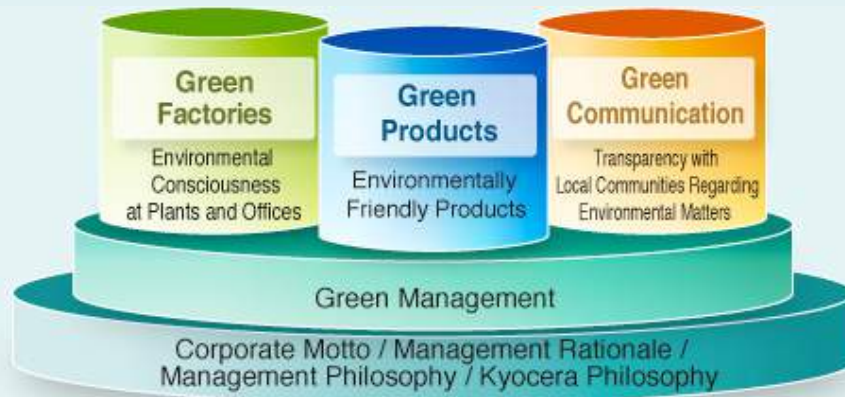 Green
Factories
Environmental
Consciousness
at Plants and Offices
Green
Products
Environmentally
Friendly Products
Green
Communication
Transparency with
Local Communities Regarding
Environmental Matters
Green Management
Corporate Motto / Management Rationale /
Management Philosophy / Kyocera Philosophy